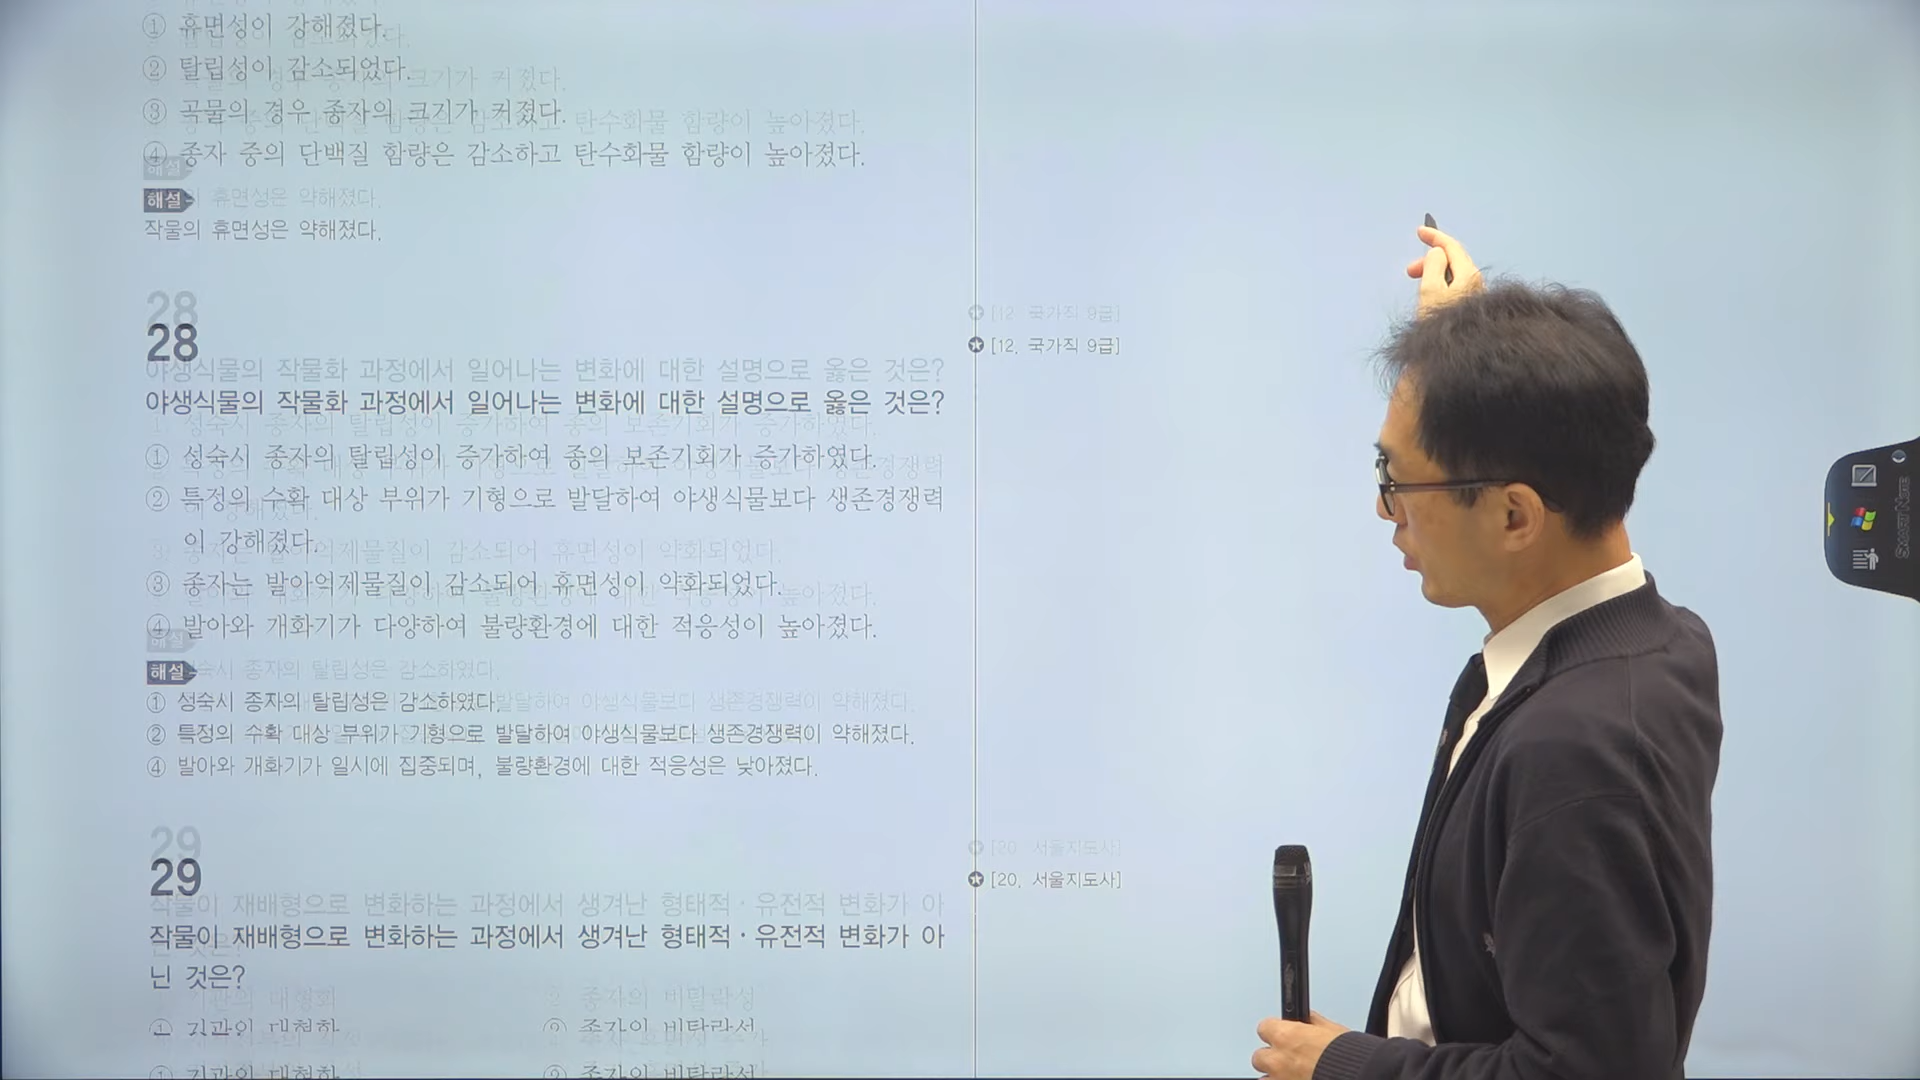 ① 휴면성이 강해졌다.
② 탈립성이 감소되었다.
③ 곡물의 경우 종자의 크기가 커졌다.
④ 종자 중의 단백질 함량은 감소하고 탄수화물 함량이 높아졌다.
해설
작물의 휴면성은 약해졌다.
28
[12. 국가직 9급]
야생식물의 작물화 과정에서 일어나는 변화에 대한 설명으로 옳은 것은?
① 성숙시 종자의 탈립성이 증가하여 종의 보존기회가 증가하였다.
② 특정의 수확 대상 부위가 기형으로 발달하여 야생식물보다 생존경쟁력
이 강해졌다.
③ 종자는 발아억제물질이 감소되어 휴면성이 약화되었다.
④ 발아와 개화기가 다양하여 불량환경에 대한 적응성이 높아졌다.
해설
① 성숙시 종자의 탈립성은 감소하였다.
② 특정의 수확 대상 부위가 기형으로 발달하여 야생식물보다 생존경쟁력이 약해졌다.
④ 발아와 개화기가 일시에 집중되며, 불량환경에 대한 적응성은 낮아졌다.
29
[20. 서울지도사]
작물이 재배형으로 변화하는 과정에서 생겨난 형태적·유전적 변화가 아
닌 것은?
① 기관의 대형화 ② 종자의 비탈락성